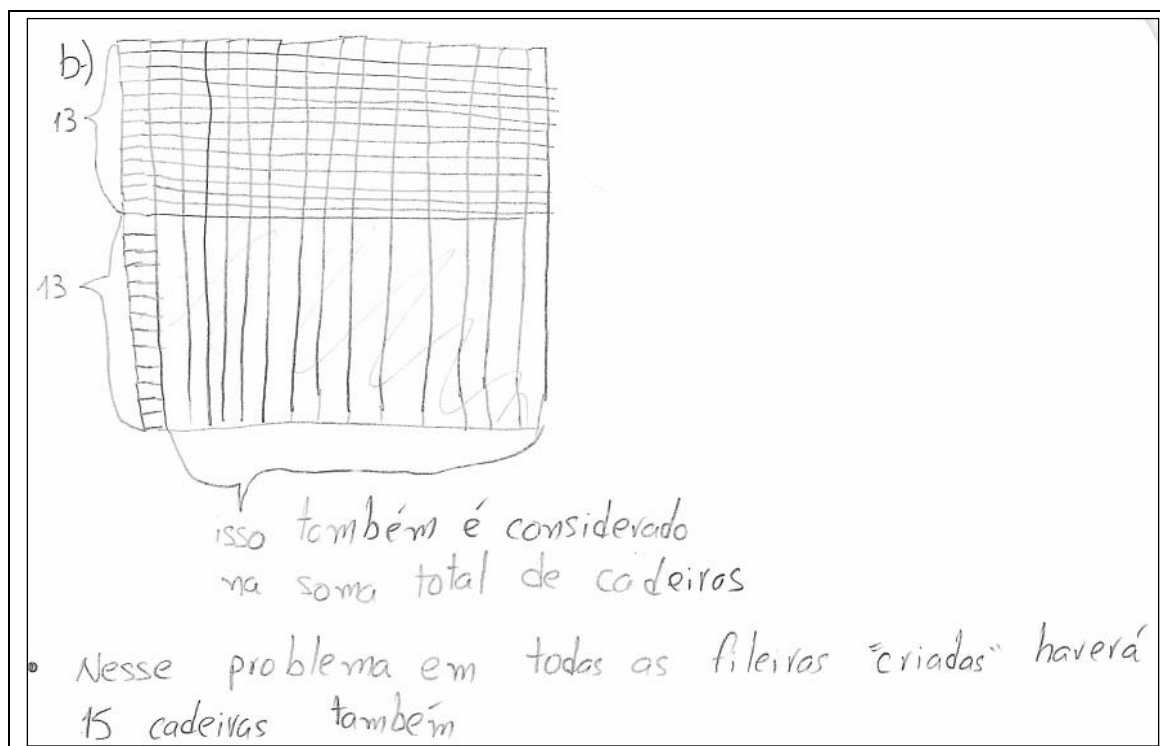 b)
13
13
isso também é considerado
na soma total de cadeiras
• Nesse problema em todas as fileiras "criadas" haverá
15 cadeiras também